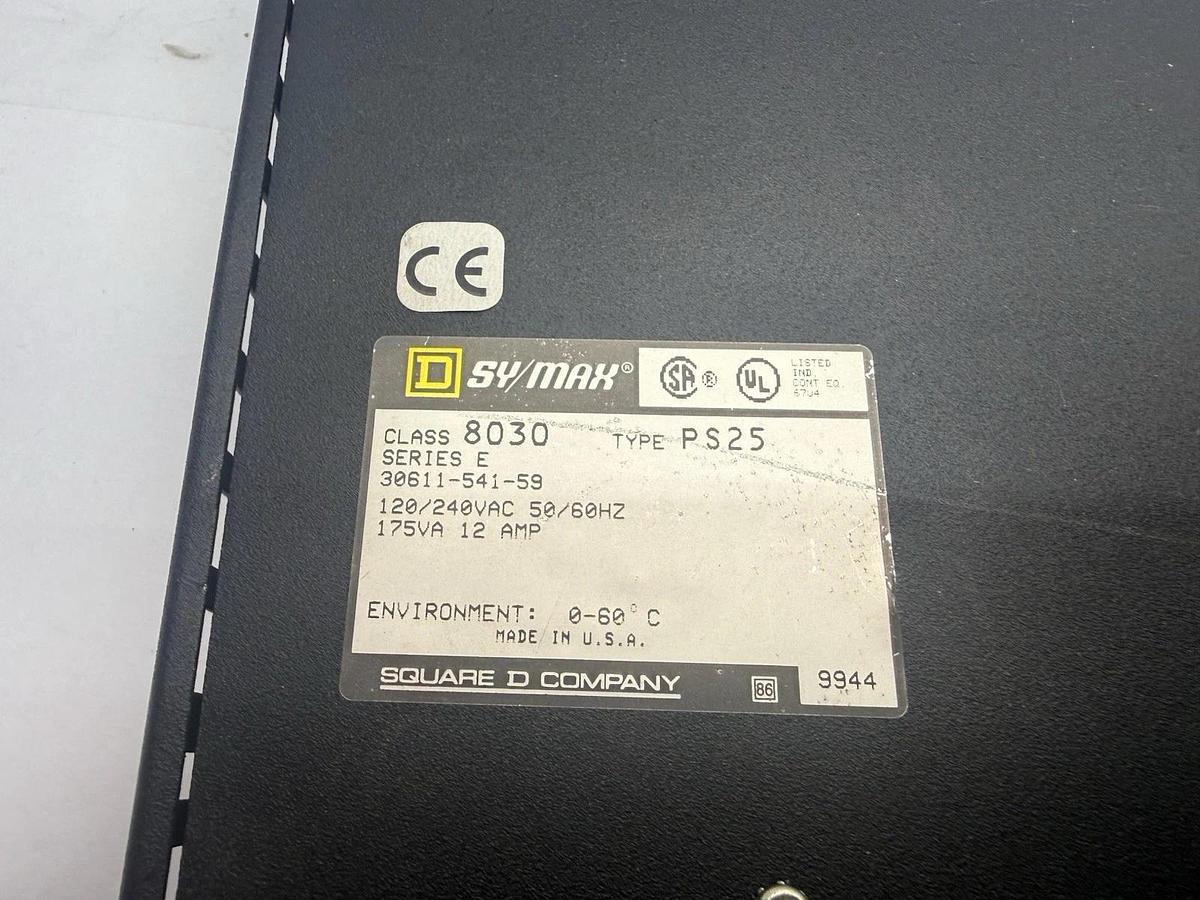 CE
D SY/MAX®
SA ®
UL
LISTED
IND.
CONT EQ.
67U4
CLASS 8030 TYPE PS25
SERIES E
30611-541-59
120/240VAC 50/60HZ
175VA 12 AMP
ENVIRONMENT: 0-60°C
MADE IN U.S.A.
SQUARE D COMPANY
86
9944